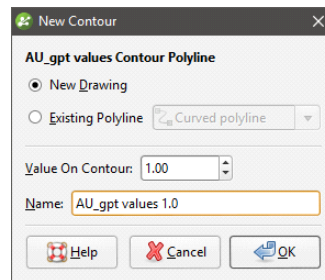 New Contour
AU_gpt values Contour Polyline
New Drawing
Existing Polyline Curved polyline
Value On Contour: 1.00
Name: AU_gpt values 1.0
Help Cancel OK